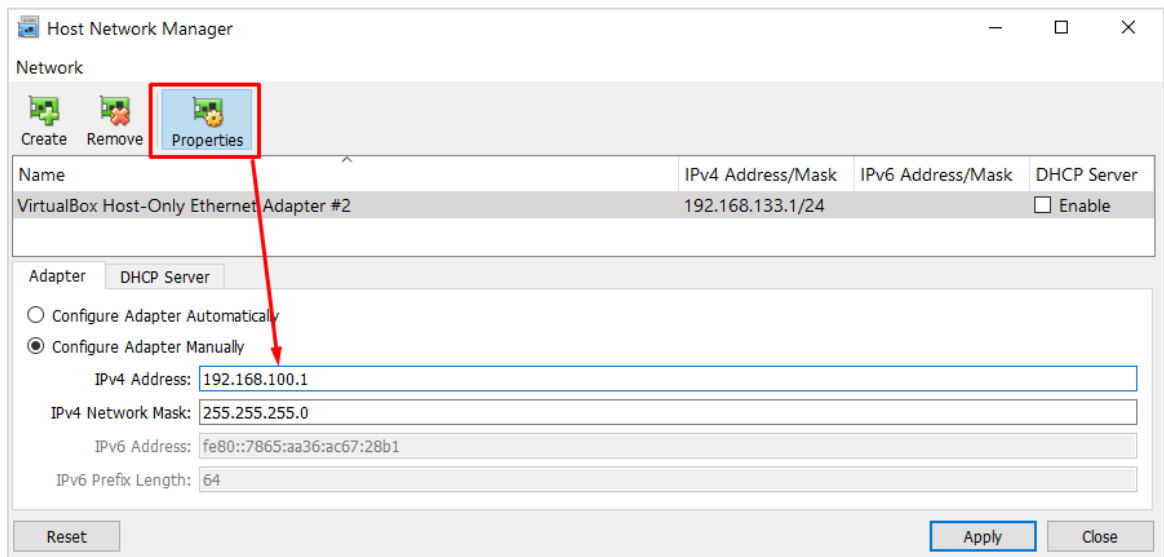 Host Network Manager
Network
Create Remove Properties
Name IPv4 Address/Mask IPv6 Address/Mask DHCP Server
VirtualBox Host-Only Ethernet Adapter #2 192.168.133.1/24 Enable
Adapter DHCP Server
Configure Adapter Automatically
Configure Adapter Manually
IPv4 Address: 192.168.100.1
IPv4 Network Mask: 255.255.255.0
IPv6 Address: fe80::7865:aa36:ac67:28b1
IPv6 Prefix Length: 64
Reset Apply Close